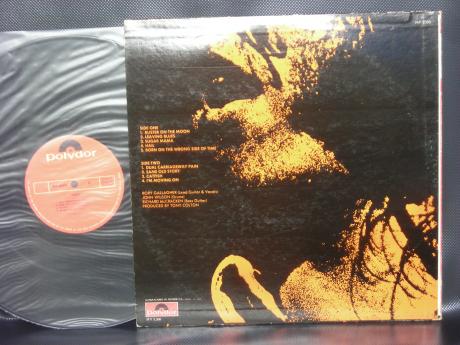 polydor
SIDE ONE
1. BLISTER ON THE MOON
2. LEAVING BLUES
3. SUGAR MAMA
4. HAIL
5. BORN ON THE WRONG SIDE OF TIME
SIDE TWO
1. DUAL CARRIAGEWAY PAIN
2. SAME OLD STORY
3. CATFISH
4. I'M MOVING ON
RORY GALLAGHER (Lead Guitar & Vocals)
JOHN WILSON (Drums)
RICHARD McCRACKEN (Bass Guitar)
PRODUCED BY TONY COLTON
polydor